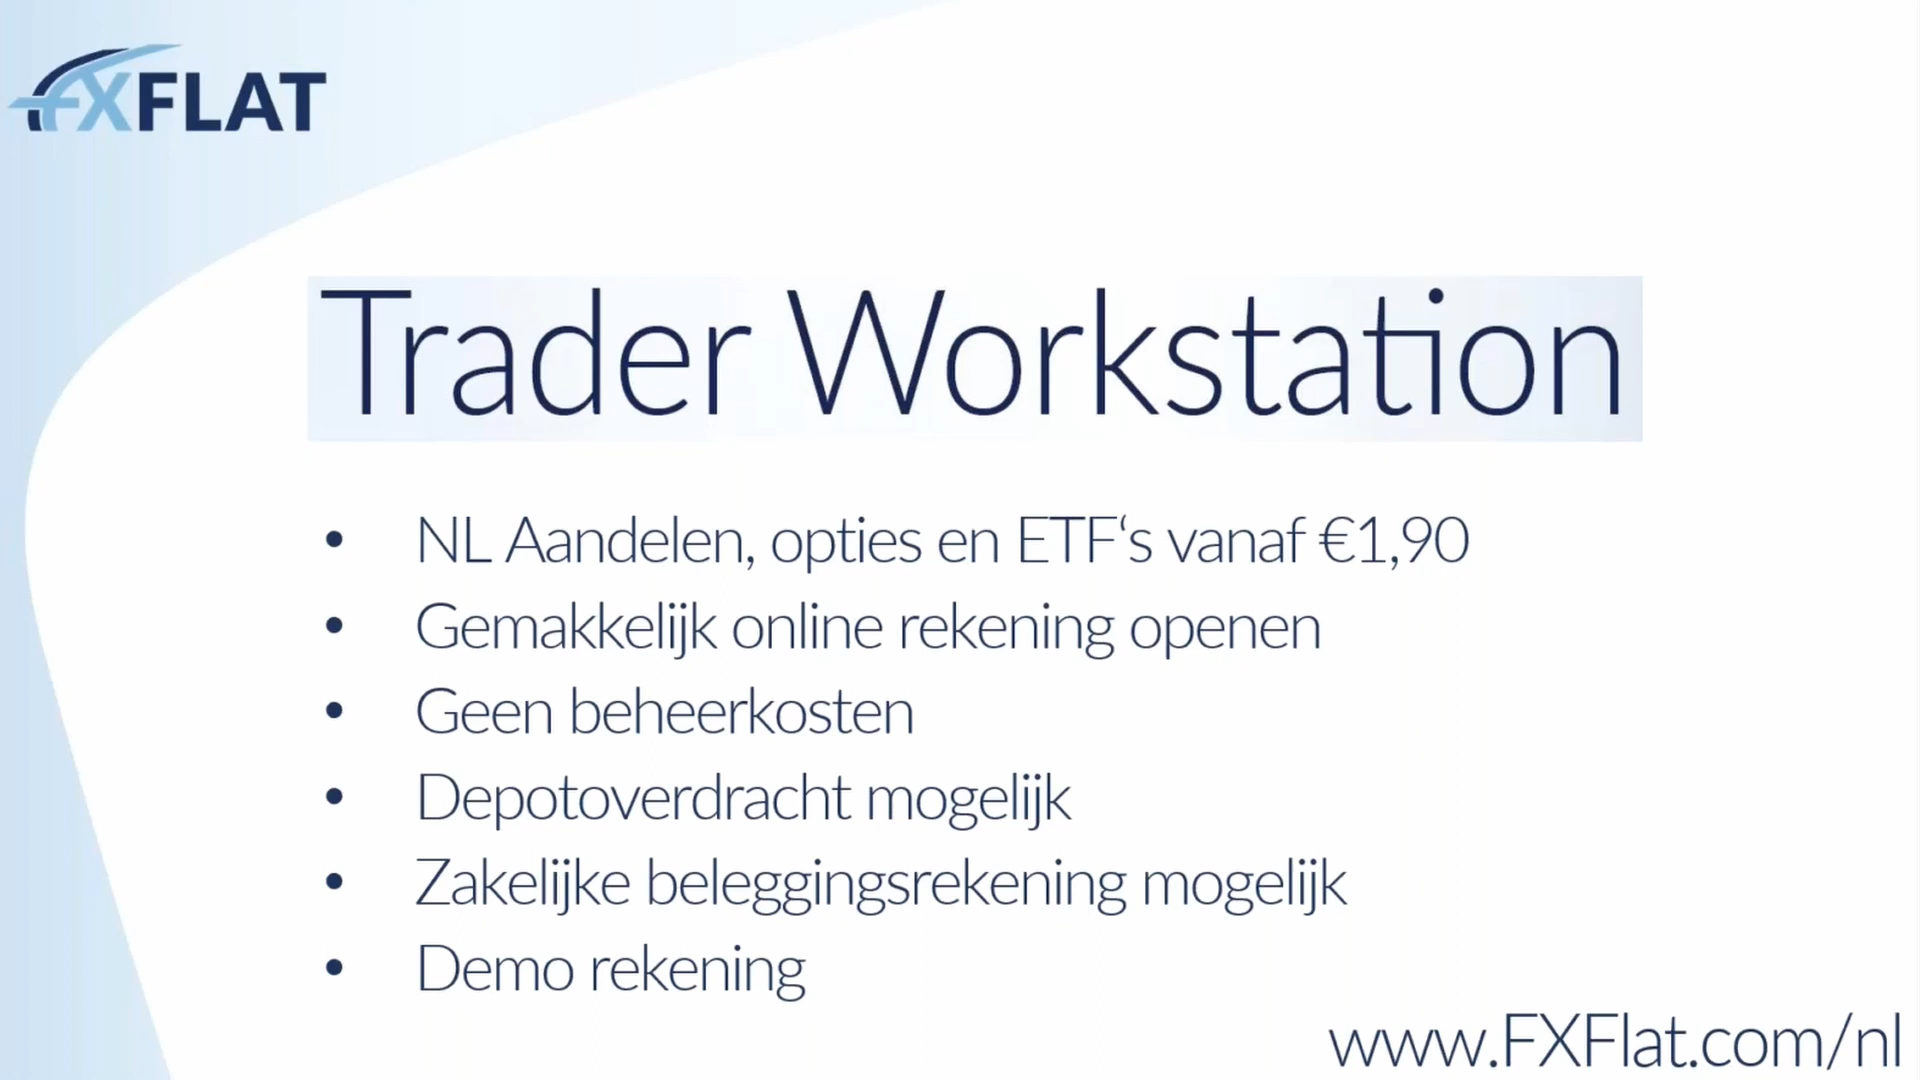 FXFLAT
Trader Workstation
• NL Aandelen, opties en ETF‘s vanaf €1,90
• Gemakkelijk online rekening openen
• Geen beheerkosten
• Depotoverdracht mogelijk
• Zakelijke beleggingsrekening mogelijk
• Demo rekening
www.FXFlat.com/nl